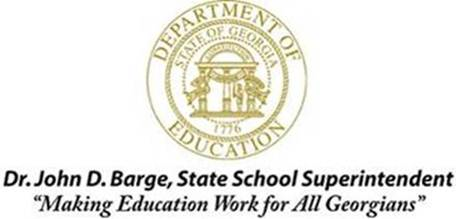 DEPARTMENT OF
STATE OF GEORGIA
CONSTITUTION
1776
EDUCATION
Dr. John D. Barge, State School Superintendent
“Making Education Work for All Georgians”